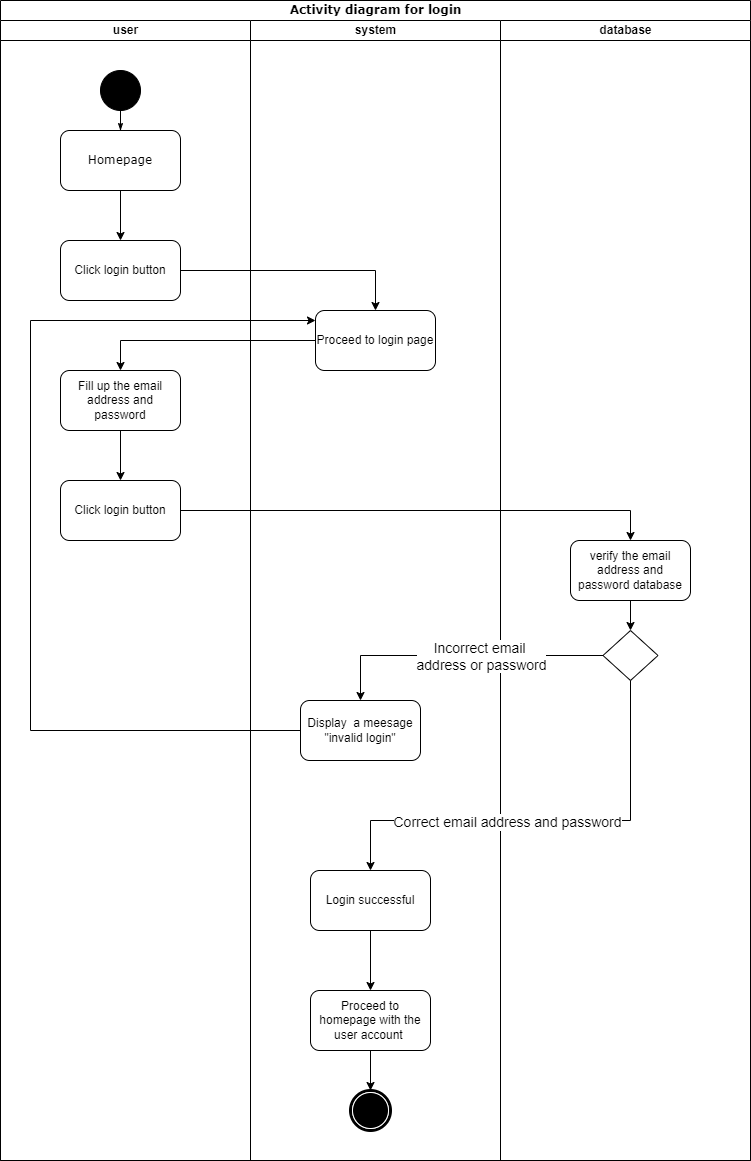 Activity diagram for login
user
system
database
Homepage
Click login button
Proceed to login page
Fill up the email
address and
password
Click login button
verify the email
address and
password database
Incorrect email
address or password
Display  a meesage
"invalid login"
Correct email address and password
Login successful
Proceed to
homepage with the
user account